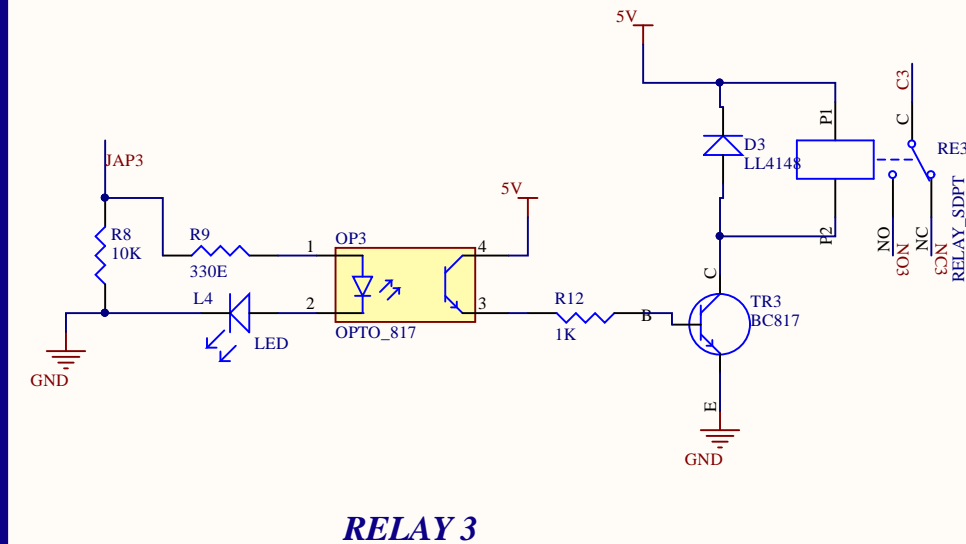 5V
P1
C
C3
D3
LL4148
RE3
RELAY_SDPT
JAP3
R8
10K
R9
330E
1
OP3
4
5V
P2
NO
NO3
NC
NC3
L4
LED
2
OPTO_817
3
R12
1K
B
C
TR3
BC817
E
GND
GND
RELAY 3